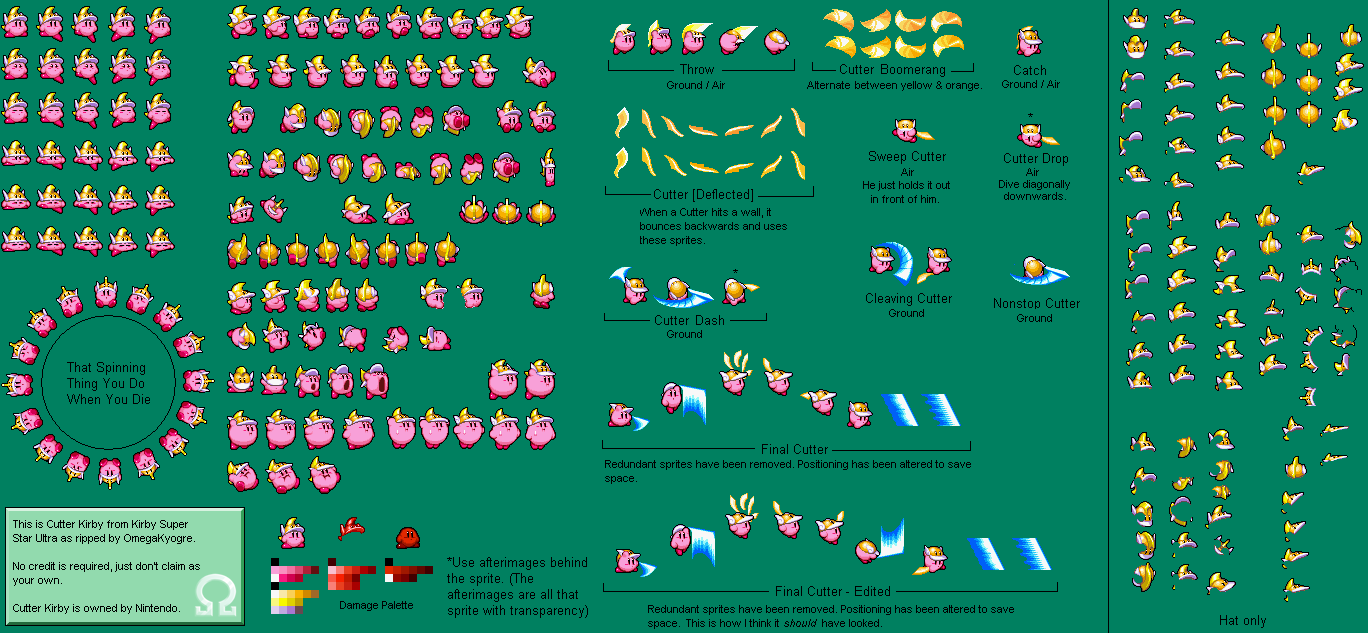 Throw
Ground / Air
Cutter Boomerang
Alternate between yellow & orange.
Catch
Ground / Air
Sweep Cutter
Air
He just holds it out
in front of him.
*
Cutter Drop
Air
Dive diagonally
downwards.
Cutter [Deflected]
When a Cutter hits a wall, it
bounces backwards and uses
these sprites.
*
Cutter Dash
Ground
Cleaving Cutter
Ground
Nonstop Cutter
Ground
That Spinning
Thing You Do
When You Die
Final Cutter
Redundant sprites have been removed. Positioning has been altered to save
space.
This is Cutter Kirby from Kirby Super
Star Ultra as ripped by OmegaKyogre.
No credit is required, just don't claim as
your own.
Cutter Kirby is owned by Nintendo.
Ω
Damage Palette
*Use afterimages behind
the sprite. (The
afterimages are all that
sprite with transparency)
Final Cutter - Edited
Redundant sprites have been removed. Positioning has been altered to save
space. This is how I think it should have looked.
Hat only